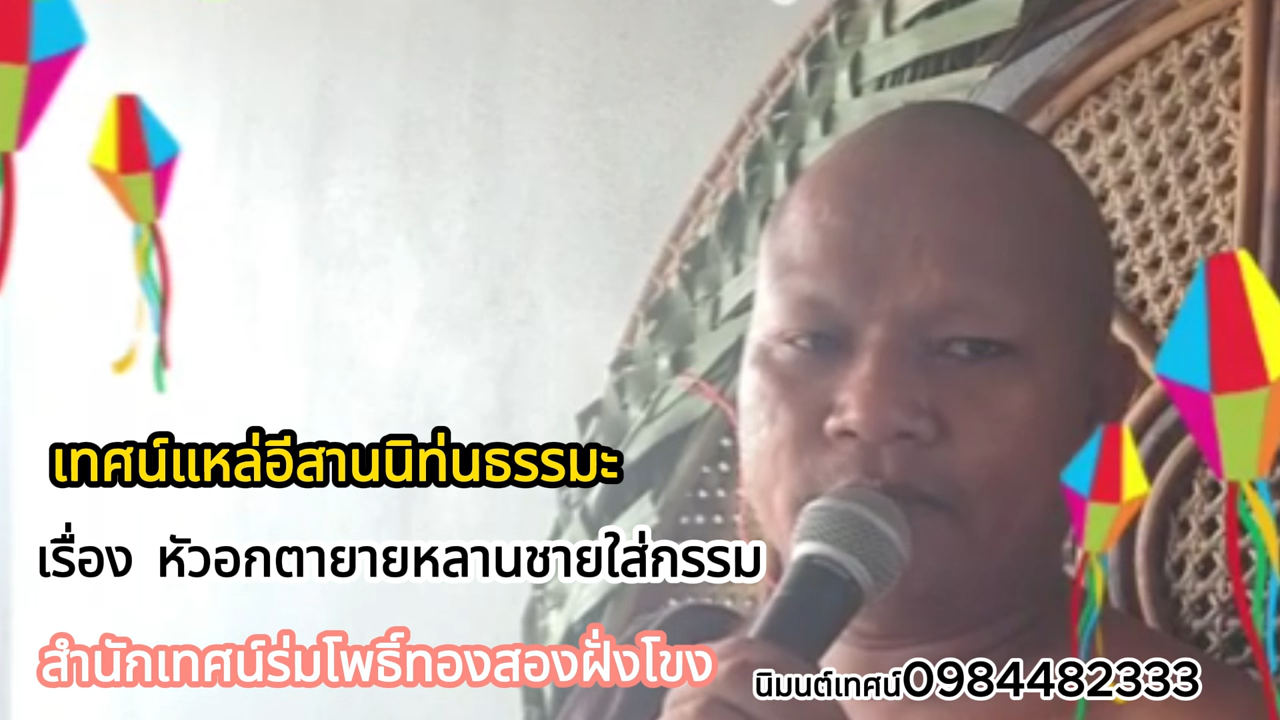 เทศน์แหล่อีสานนิท่นธรรมะ
เรื่อง หัวอกตายายหลานชายใส่กรรม
สำนักเทศน์ร่มโพธิ์ทองสองฝั่งโขง
นิมนต์เทศน์0984482333